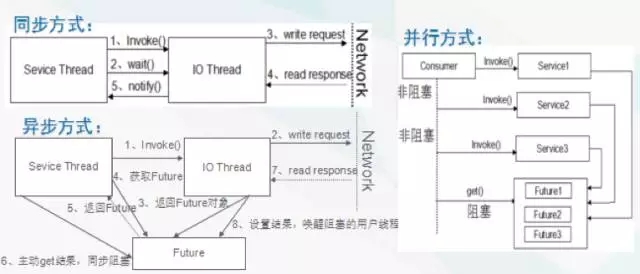 同步方式：
Sevice Thread
1、Invoke()
2、wait()
5、notify()
IO Thread
3、write request
4、read response
Network
异步方式：
Sevice Thread
1、Invoke()
IO Thread
2、write request
7、read response
Network
4、获取Future
3、返回Future对象
5、返回Future
8、设置结果，唤醒阻塞的用户线程
Future
6、主动get结果，同步阻塞
并行方式：
Consumer
Invoke()
Service1
非阻塞
Invoke()
Service2
非阻塞
Invoke()
Service3
get()
阻塞
Future1
Future2
Future3